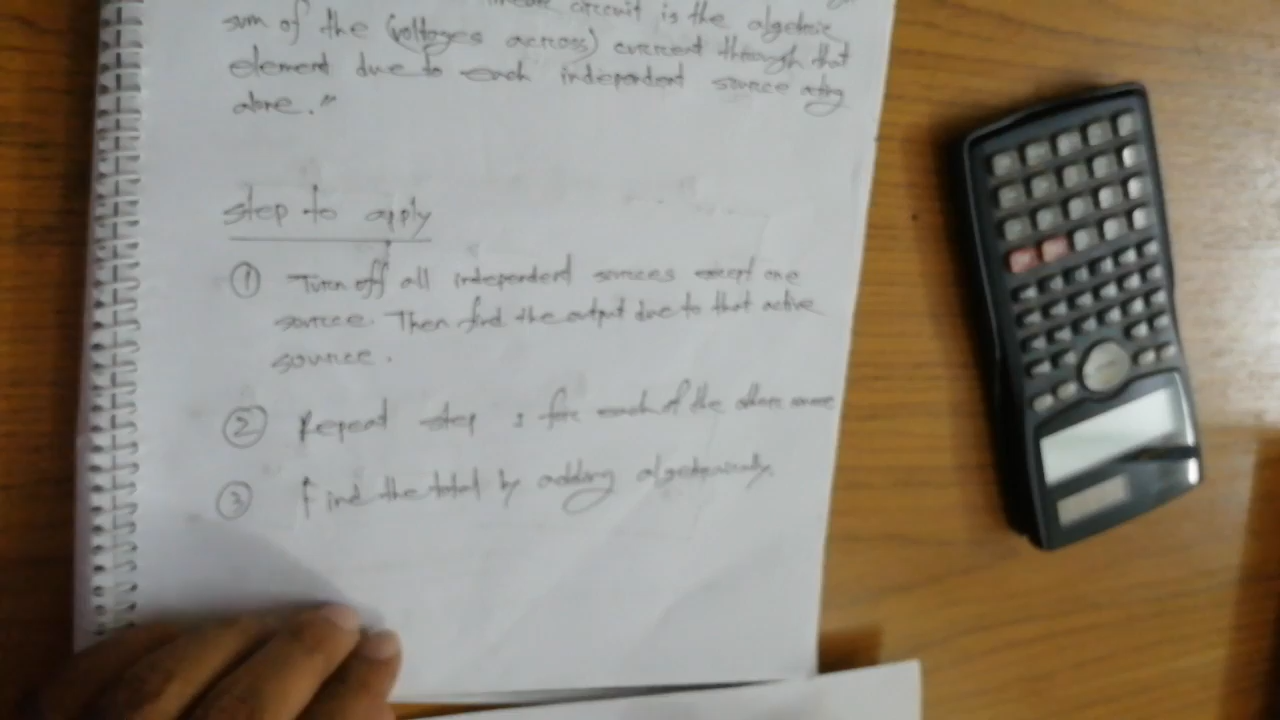 circuit is the algebraic
sum of the (voltages across) current through that
element due to each independent source acting
alone."
step to apply
① Turn off all independent sources except one
source. Then find the output due to that active
source.
② Repeat step 1 for each of the other source
③ Find the total by adding algebraically.